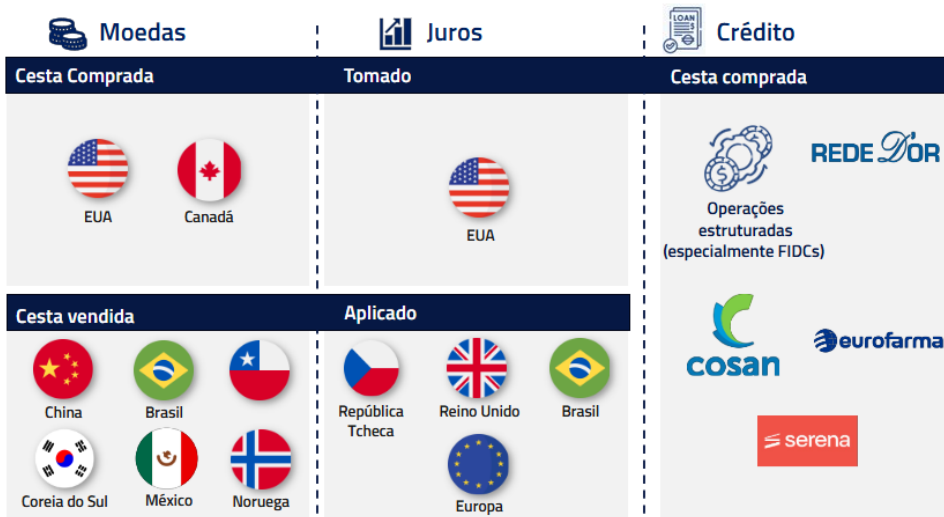 Moedas
Juros
LOAN
Crédito
Cesta Comprada
Tomado
Cesta comprada
EUA
Canadá
EUA
REDE D'OR
Operações
estruturadas
(especialmente FIDCs)
Cesta vendida
Aplicado
China
Brasil
República
Tcheca
Reino Unido
Brasil
cosan
eurofarma
Coreia do Sul
México
Noruega
Europa
serena